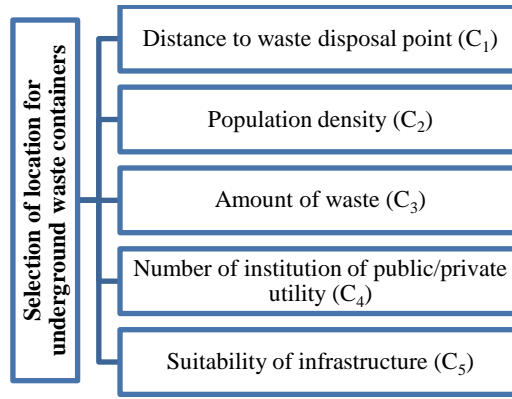 Selection of location for
underground waste containers
Distance to waste disposal point (C₁)
Population density (C₂)
Amount of waste (C₃)
Number of institution of public/private
utility (C₄)
Suitability of infrastructure (C₅)